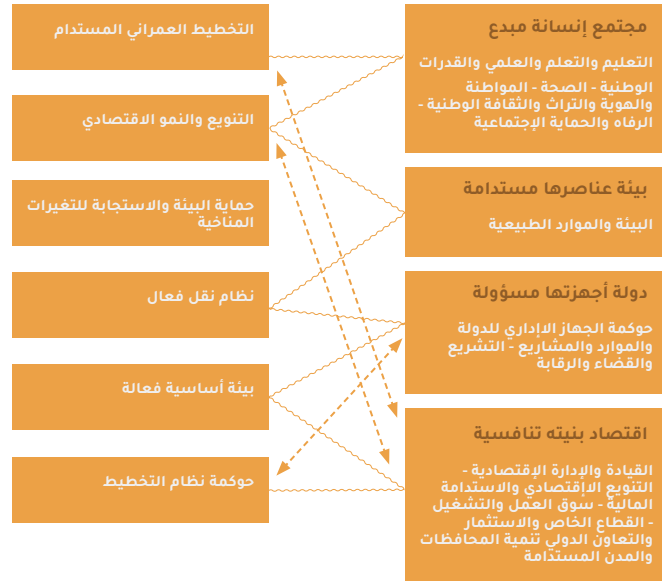 مجتمع إنسانة مبدع
التعليم والتعلم والعلمي والقدرات
الوطنية - الصحة - المواطنة
والهوية والتراث والثقافة الوطنية -
الرفاه والحماية الإجتماعية
بيئة عناصرها مستدامة
البيئة والموارد الطبيعية
دولة أجهزتها مسؤولة
حوكمة الجهاز الإداري للدولة
والموارد والمشاريع - التشريع
والقضاء والرقابة
اقتصاد بنيته تنافسية
القيادة والإدارة الإقتصادية -
التنويع الاإقتصادي والاستدامة
المالية - سوق العمل والتشغيل
- القطاع الخاص والاستثمار
والتعاون الدولي تنمية المحافظات
والمدن المستدامة
التخطيط العمراني المستدام
التنويع والنمو الاقتصادي
حماية البيئة والاستجابة للتغيرات
المناخية
نظام نقل فعال
بيئة أساسية فعالة
حوكمة نظام التخطيط